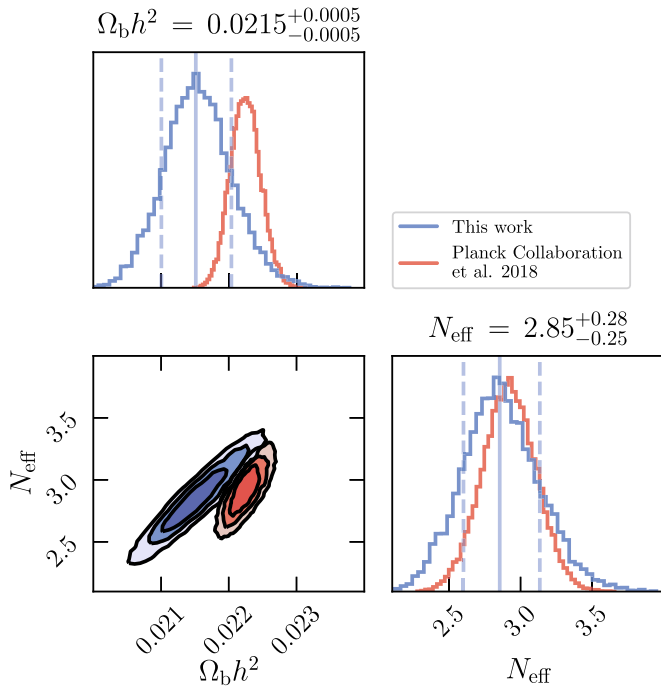 Ω_b h² = 0.0215^{+0.0005}_{−0.0005}
This work
Planck Collaboration
et al. 2018
N_eff = 2.85^{+0.28}_{−0.25}
N_eff
3.5
3.0
2.5
0.021
0.022
0.023
Ω_b h²
2.5
3.0
3.5
N_eff